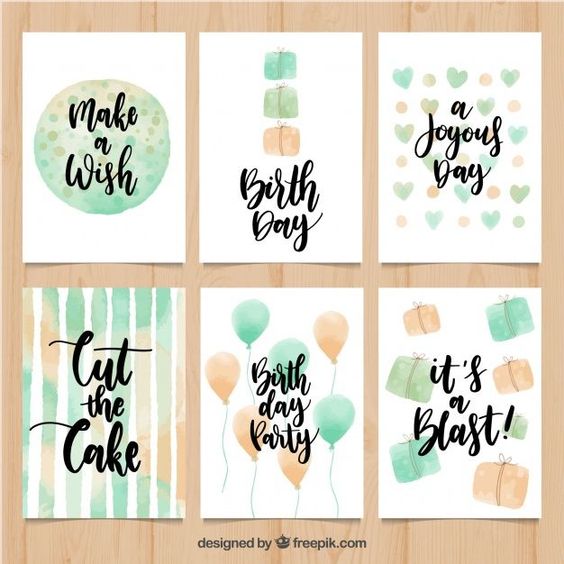 Make
a
Wish
Birth
Day
a
Joyous
Day
Cut
the
Cake
Birth
day
Party
it's
a
Blast!
designed by freepik.com